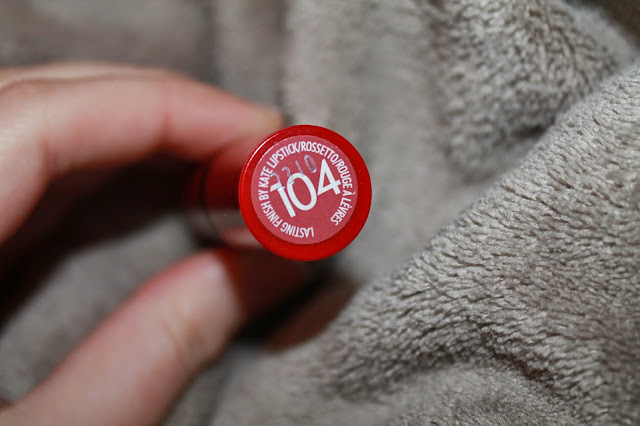 LASTING FINISH BY KATE LIPSTICK/ROSSETTO/ROUGE À LÈVRES
104